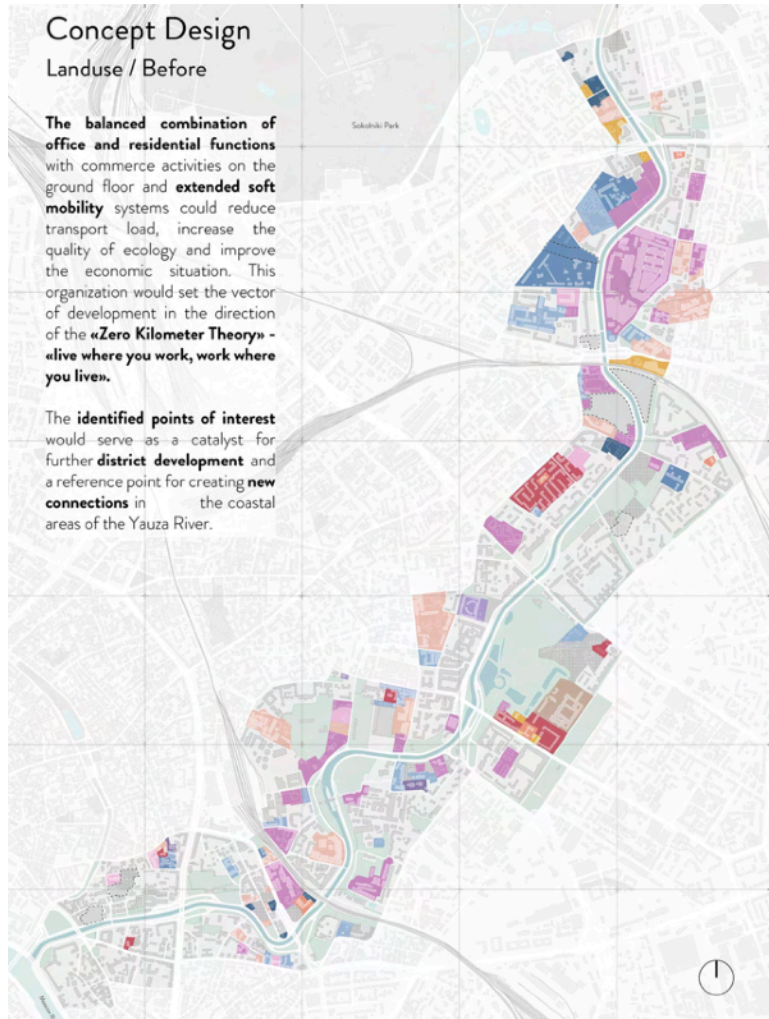 Concept Design
Landuse / Before
The balanced combination of
office and residential functions
with commerce activities on the
ground floor and extended soft
mobility systems could reduce
transport load, increase the
quality of ecology and improve
the economic situation. This
organization would set the vector
of development in the direction
of the «Zero Kilometer Theory» -
«live where you work, work where
you live».
The identified points of interest
would serve as a catalyst for
further district development and
a reference point for creating new
connections in the coastal
areas of the Yauza River.
Sokolniki Park